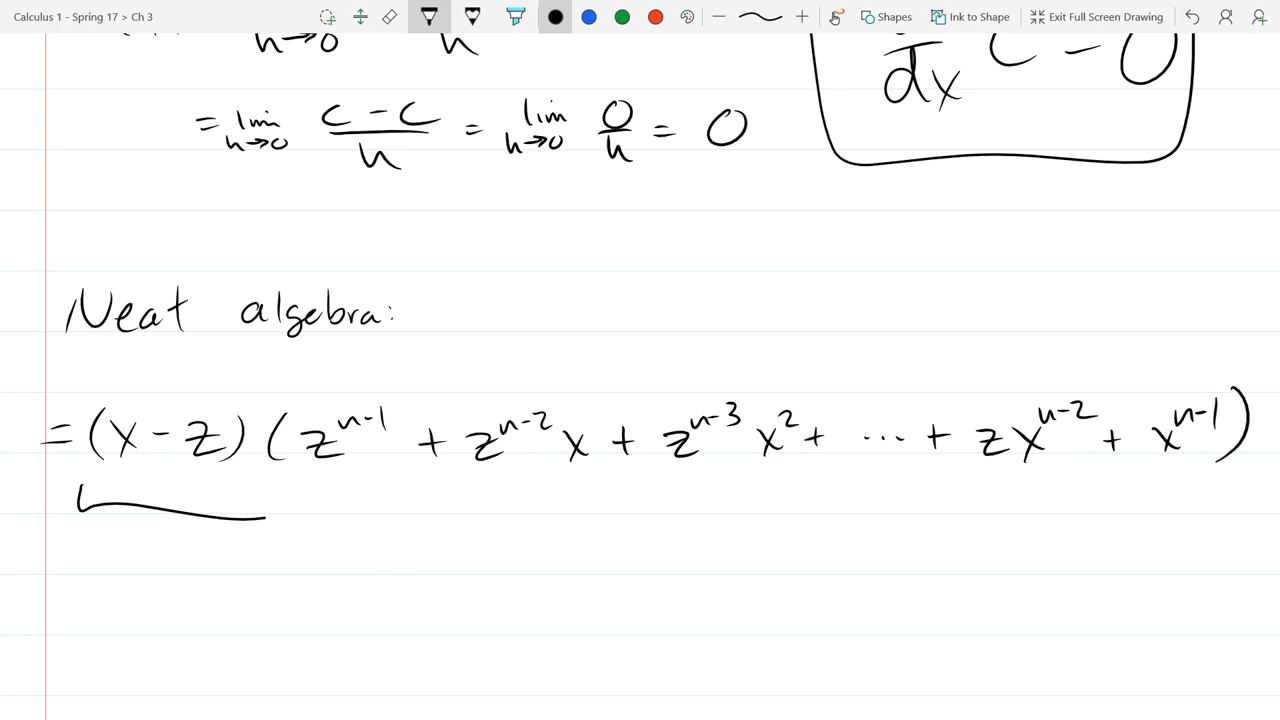 Calculus 1 - Spring 17 > Ch 3 Shapes Ink to Shape Exit Full Screen Drawing
h→0 h
d/dx c = 0
= lim h→0 (c - c)/h = lim h→0 0/h = 0
Neat algebra:
= (x - z) (z^{n-1} + z^{n-2} x + z^{n-3} x^2 + ... + z x^{n-2} + x^{n-1})